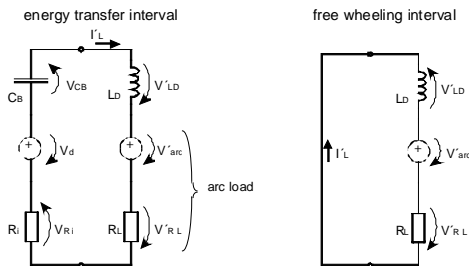 energy transfer interval
free wheeling interval
I´L
CB
VCB
LD
V´LD
Vd
V´arc
arc load
Ri
VRi
RL
V´RL
I´L
LD
V´LD
V´arc
RL
V´RL